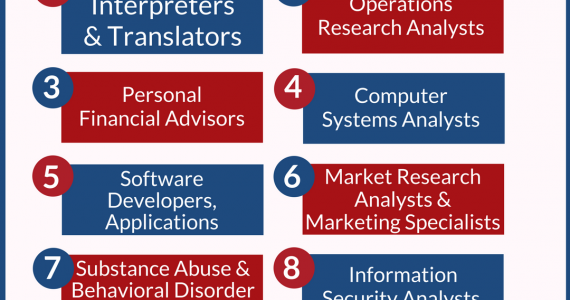 Interpreters
& Translators
Operations
Research Analysts
3
Personal
Financial Advisors
4
Computer
Systems Analysts
5
Software
Developers,
Applications
6
Market Research
Analysts &
Marketing Specialists
7
Substance Abuse &
Behavioral Disorder
8
Information
Security Analysts